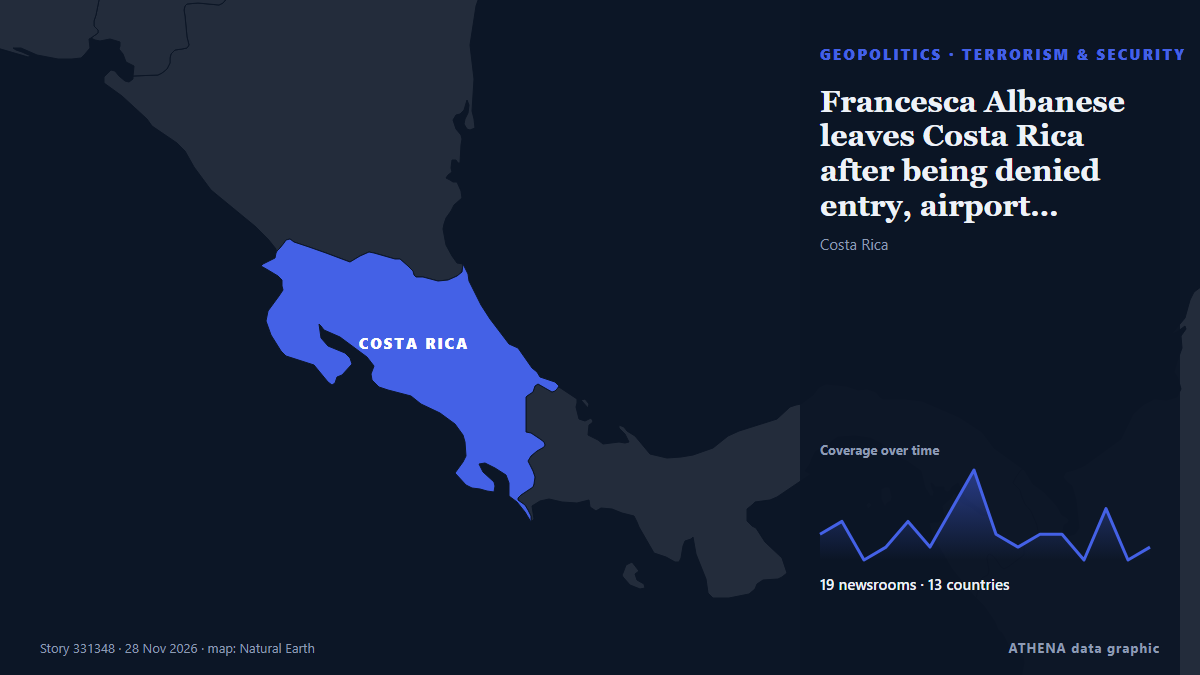 GEOPOLITICS · TERRORISM & SECURITY
Francesca Albanese
leaves Costa Rica
after being denied
entry, airport...
Costa Rica
COSTA RICA
Coverage over time
19 newsrooms · 13 countries
Story 331348 · 28 Nov 2026 · map: Natural Earth
ATHENA data graphic